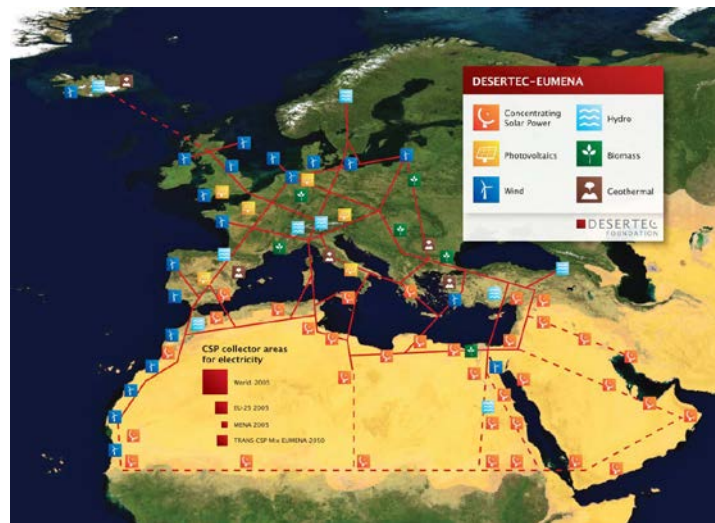 DESERTEC-EUMENA
Concentrating
Solar Power
Hydro
Photovoltaics
Biomass
Wind
Geothermal
DESERTEC
FOUNDATION
CSP collector areas
for electricity
World 2005
EU-25 2005
MENA 2005
TRANS-CSP Mix EUMENA 2050